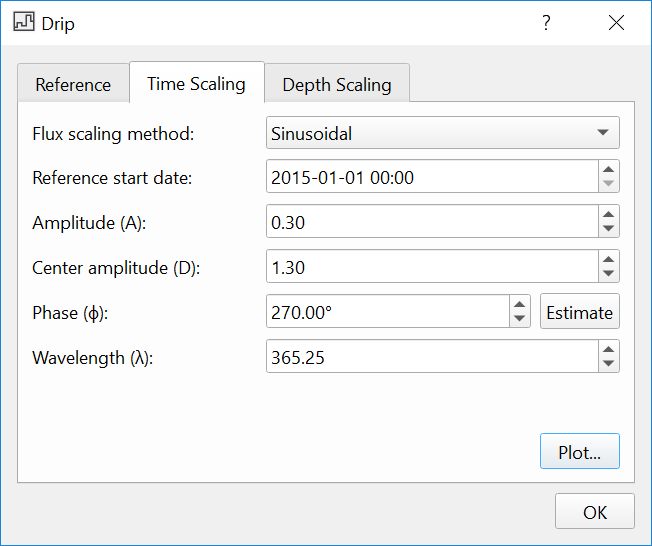 Drip
?
Reference Time Scaling Depth Scaling
Flux scaling method: Sinusoidal
Reference start date: 2015-01-01 00:00
Amplitude (A): 0.30
Center amplitude (D): 1.30
Phase (ϕ): 270.00° Estimate
Wavelength (λ): 365.25
Plot...
OK